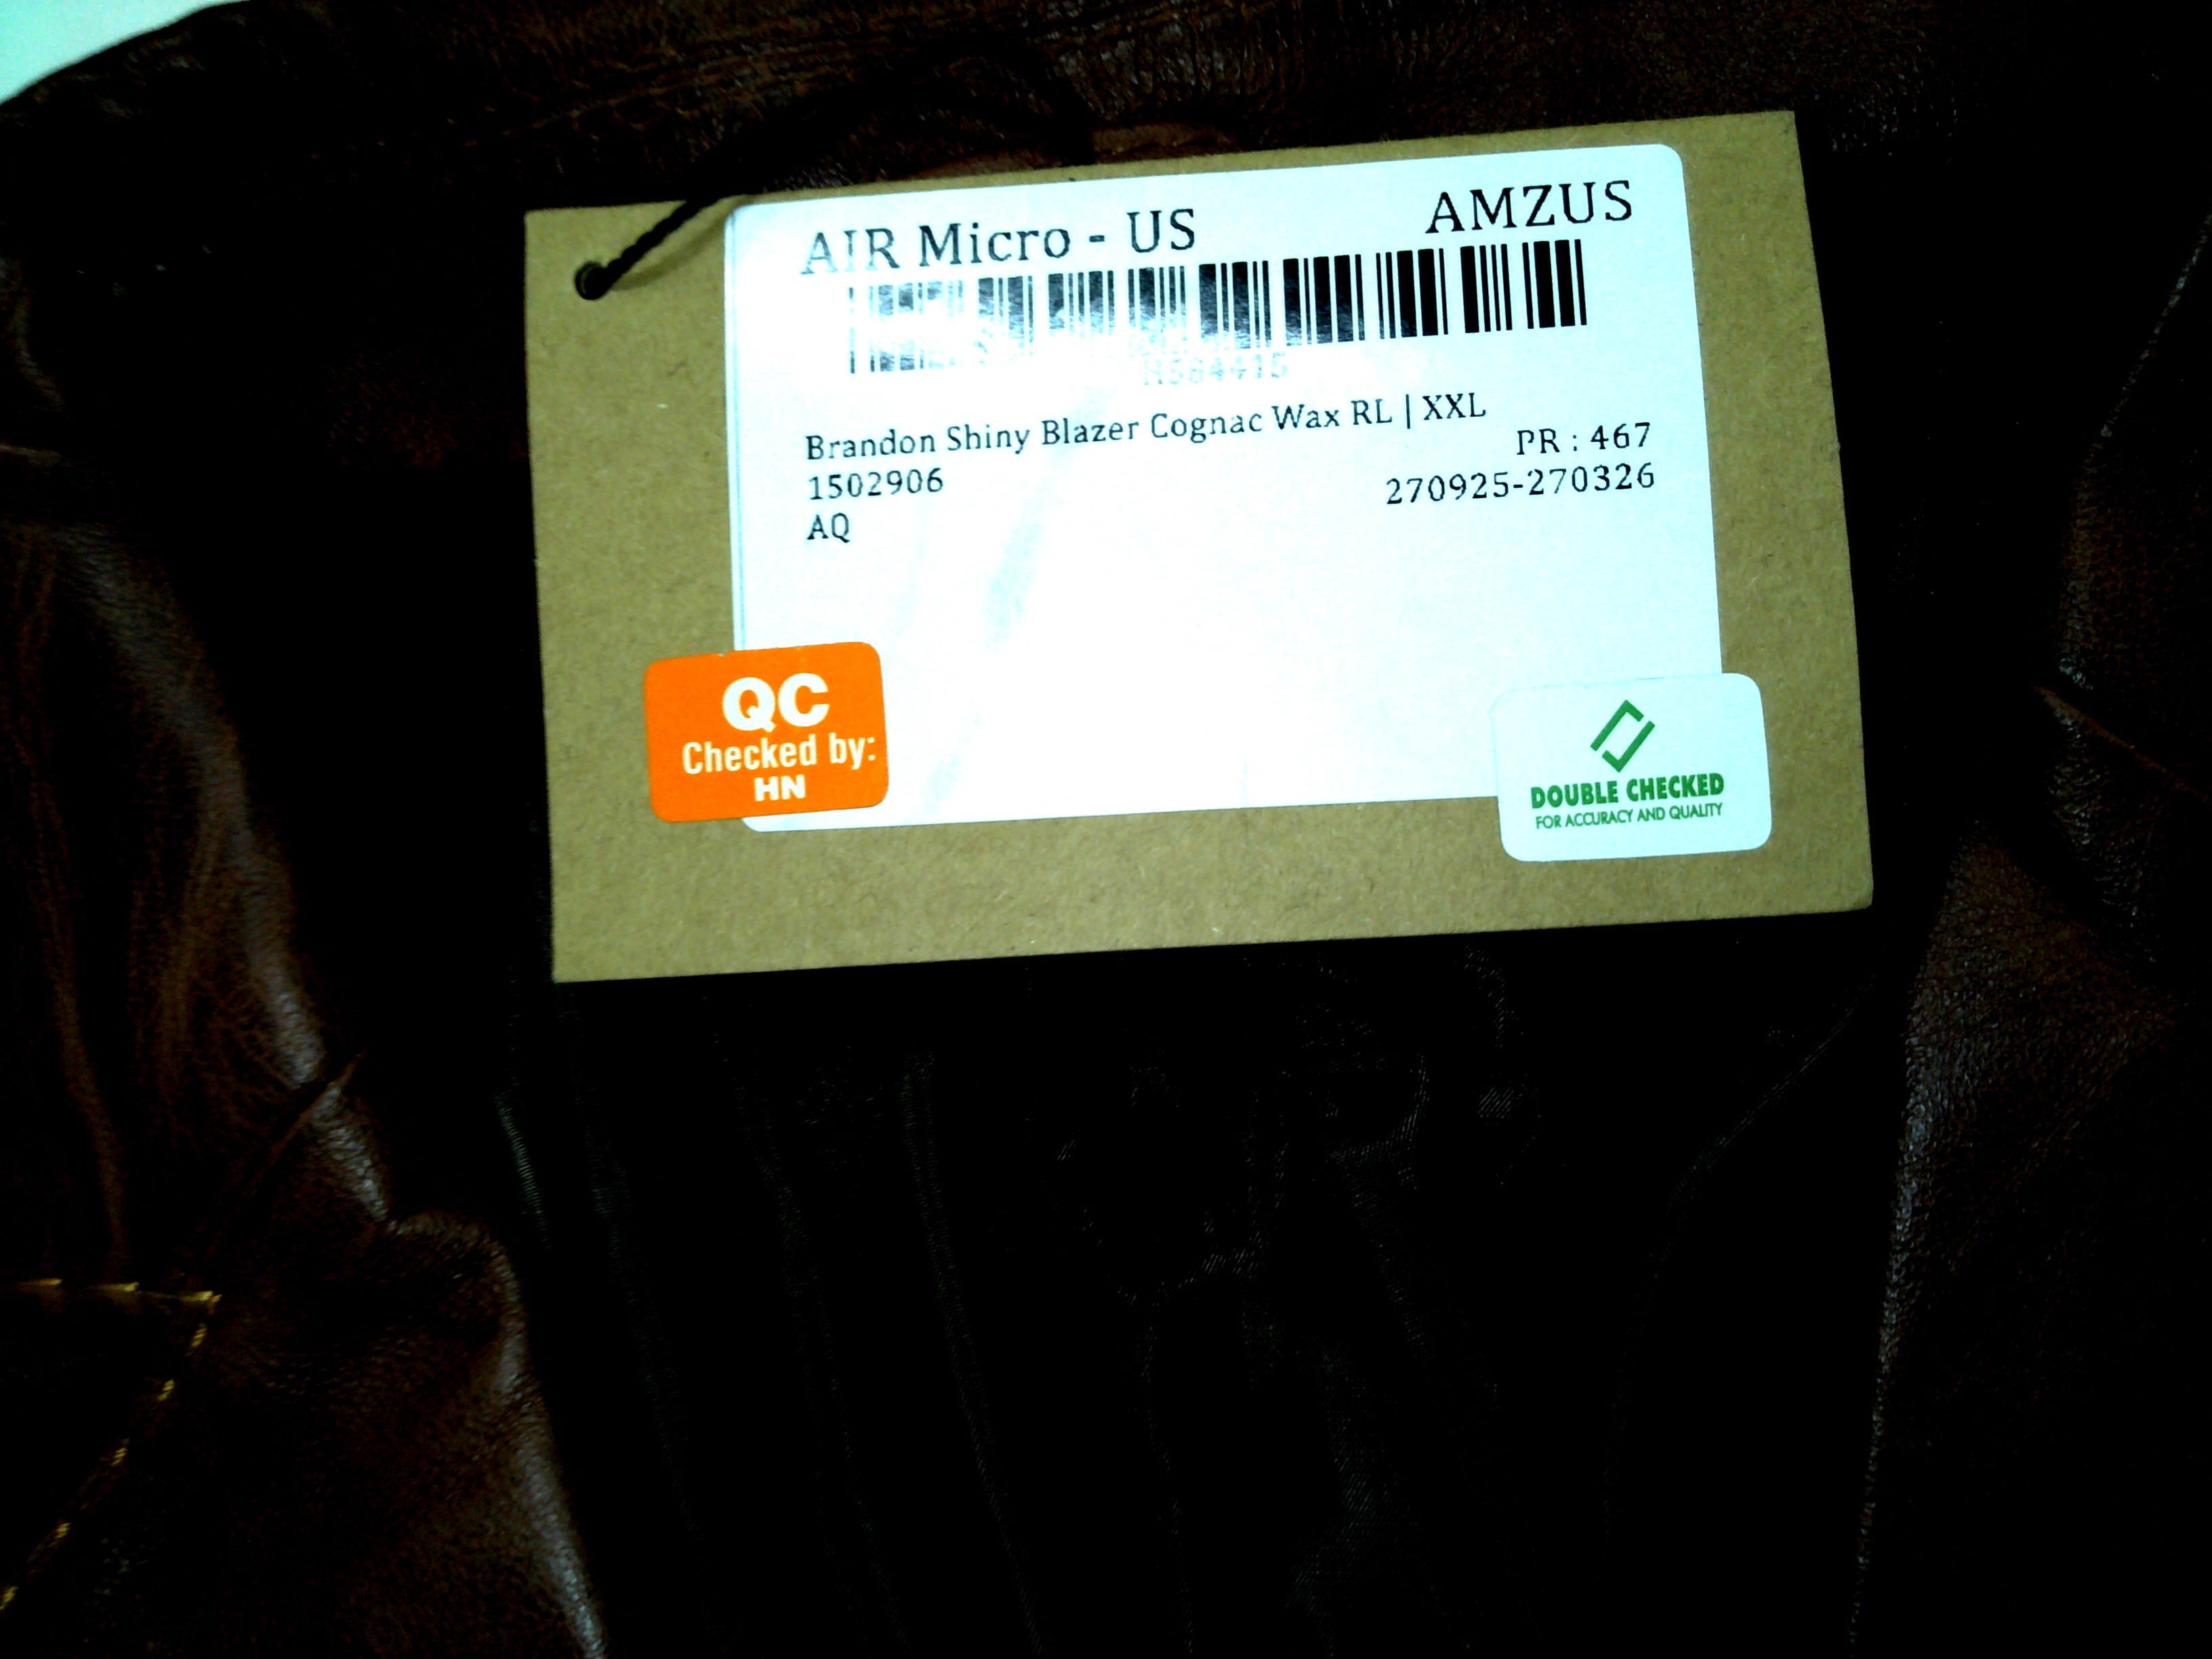 AIR Micro - US AMZUS
H584415
Brandon Shiny Blazer Cognac Wax RL | XXL
PR : 467
1502906 270925-270326
AQ
QC
Checked by:
HN
DOUBLE CHECKED
FOR ACCURACY AND QUALITY